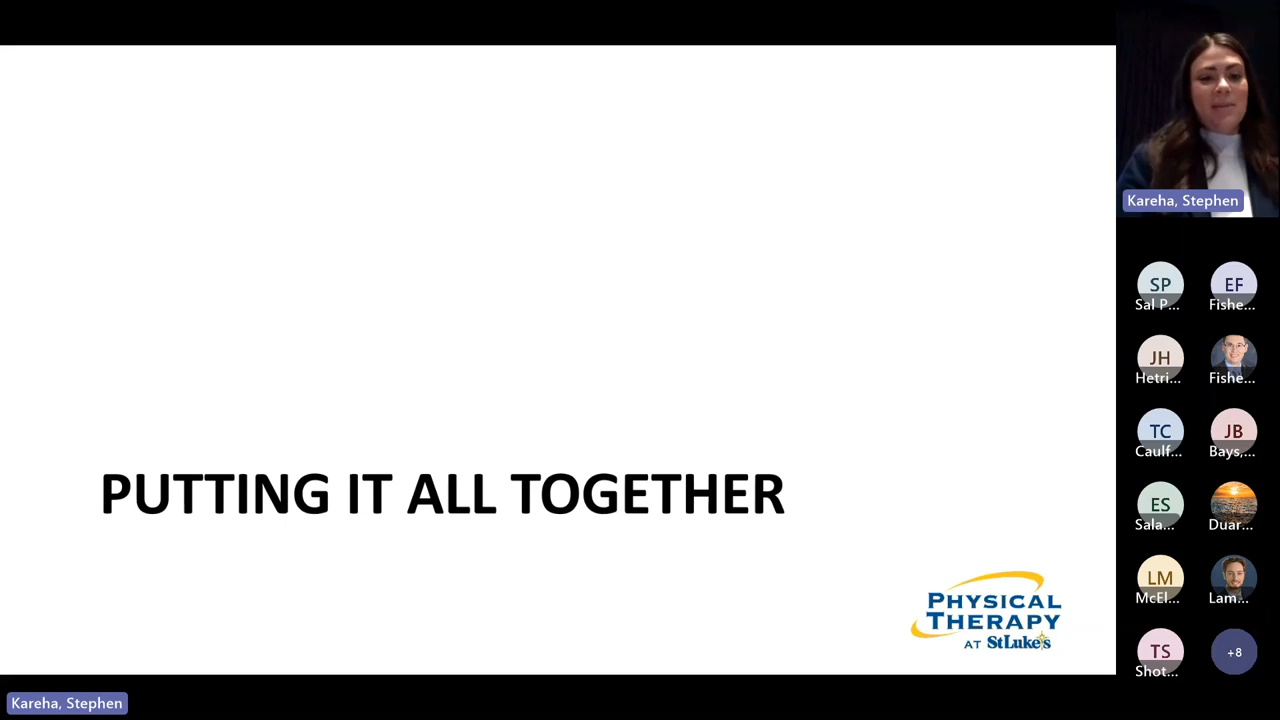 Kareha, Stephen
SP
Sal P...
EF
Fishe...
JH
Hetri...
Fishe...
TC
Caulf...
JB
Bays,...
ES
Sala...
Duar...
LM
McEl...
Lam...
TS
Shot...
+8
PUTTING IT ALL TOGETHER
PHYSICAL
THERAPY
AT StLuke's
Kareha, Stephen